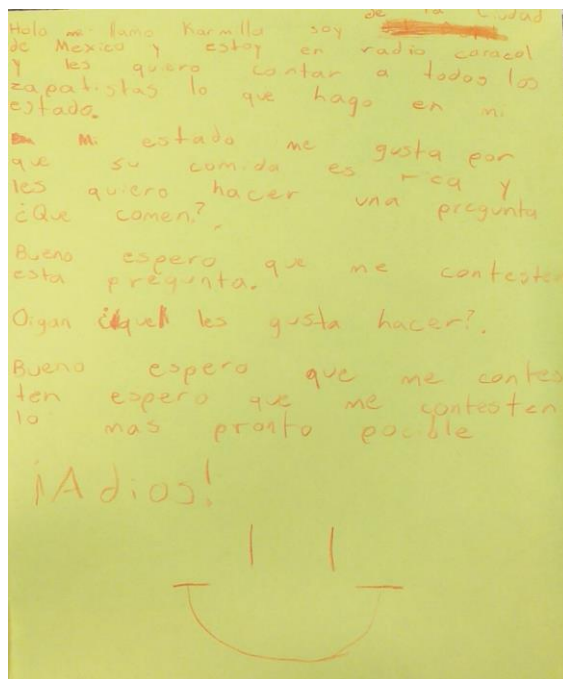 de la Ciudad
Hola mi llamo Karmilla soy
de Mexico y estoy en radio caracol
y les quiero contar a todos los
zapatistas lo que hago en mi
estado.
Mi estado me gusta por
que su comida es rica y
les quiero hacer una pregunta
¿Que comen?.
Bueno espero que me contesten
esta pregunta.
Oigan ¿que les gusta hacer?.
Bueno espero que me contes
ten espero que me contesten
lo mas pronto pocible
¡Adios!